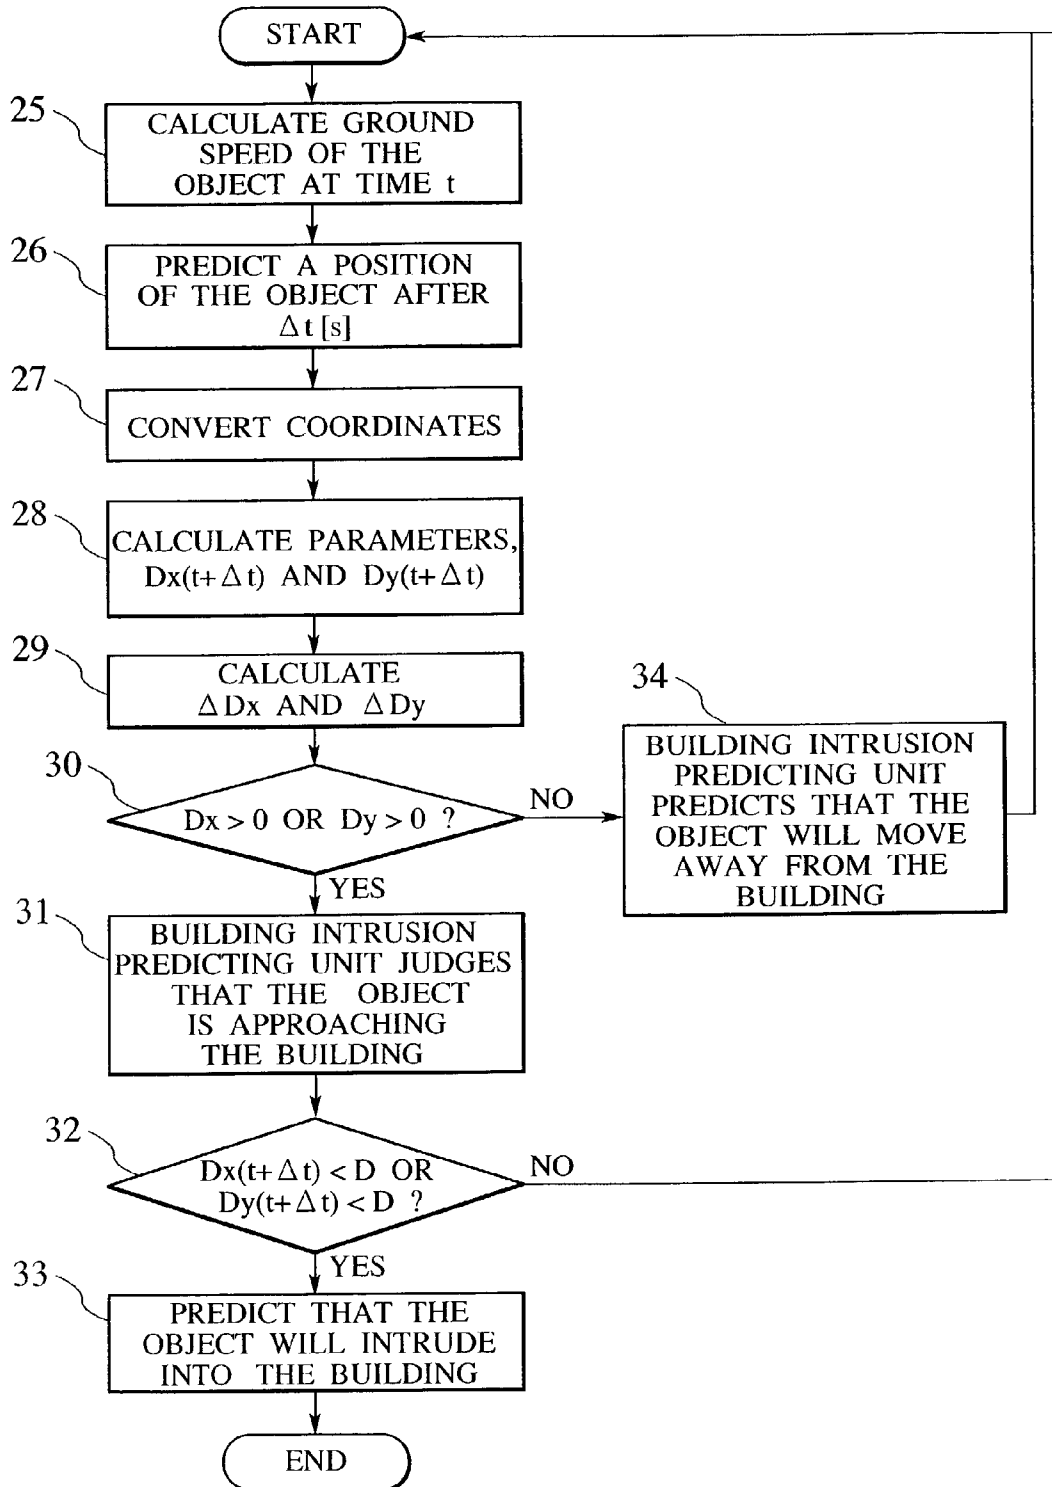 START
25
CALCULATE GROUND
SPEED OF THE
OBJECT AT TIME t
26
PREDICT A POSITION
OF THE OBJECT AFTER
Δt [s]
27
CONVERT COORDINATES
28
CALCULATE PARAMETERS,
Dx(t+Δt) AND Dy(t+Δt)
29
CALCULATE
ΔDx AND ΔDy
30
Dx > 0 OR Dy > 0 ?
NO
34
BUILDING INTRUSION
PREDICTING UNIT
PREDICTS THAT THE
OBJECT WILL MOVE
AWAY FROM THE
BUILDING
YES
31
BUILDING INTRUSION
PREDICTING UNIT JUDGES
THAT THE OBJECT
IS APPROACHING
THE BUILDING
32
Dx(t+Δt) < D OR
Dy(t+Δt) < D ?
NO
YES
33
PREDICT THAT THE
OBJECT WILL INTRUDE
INTO THE BUILDING
END